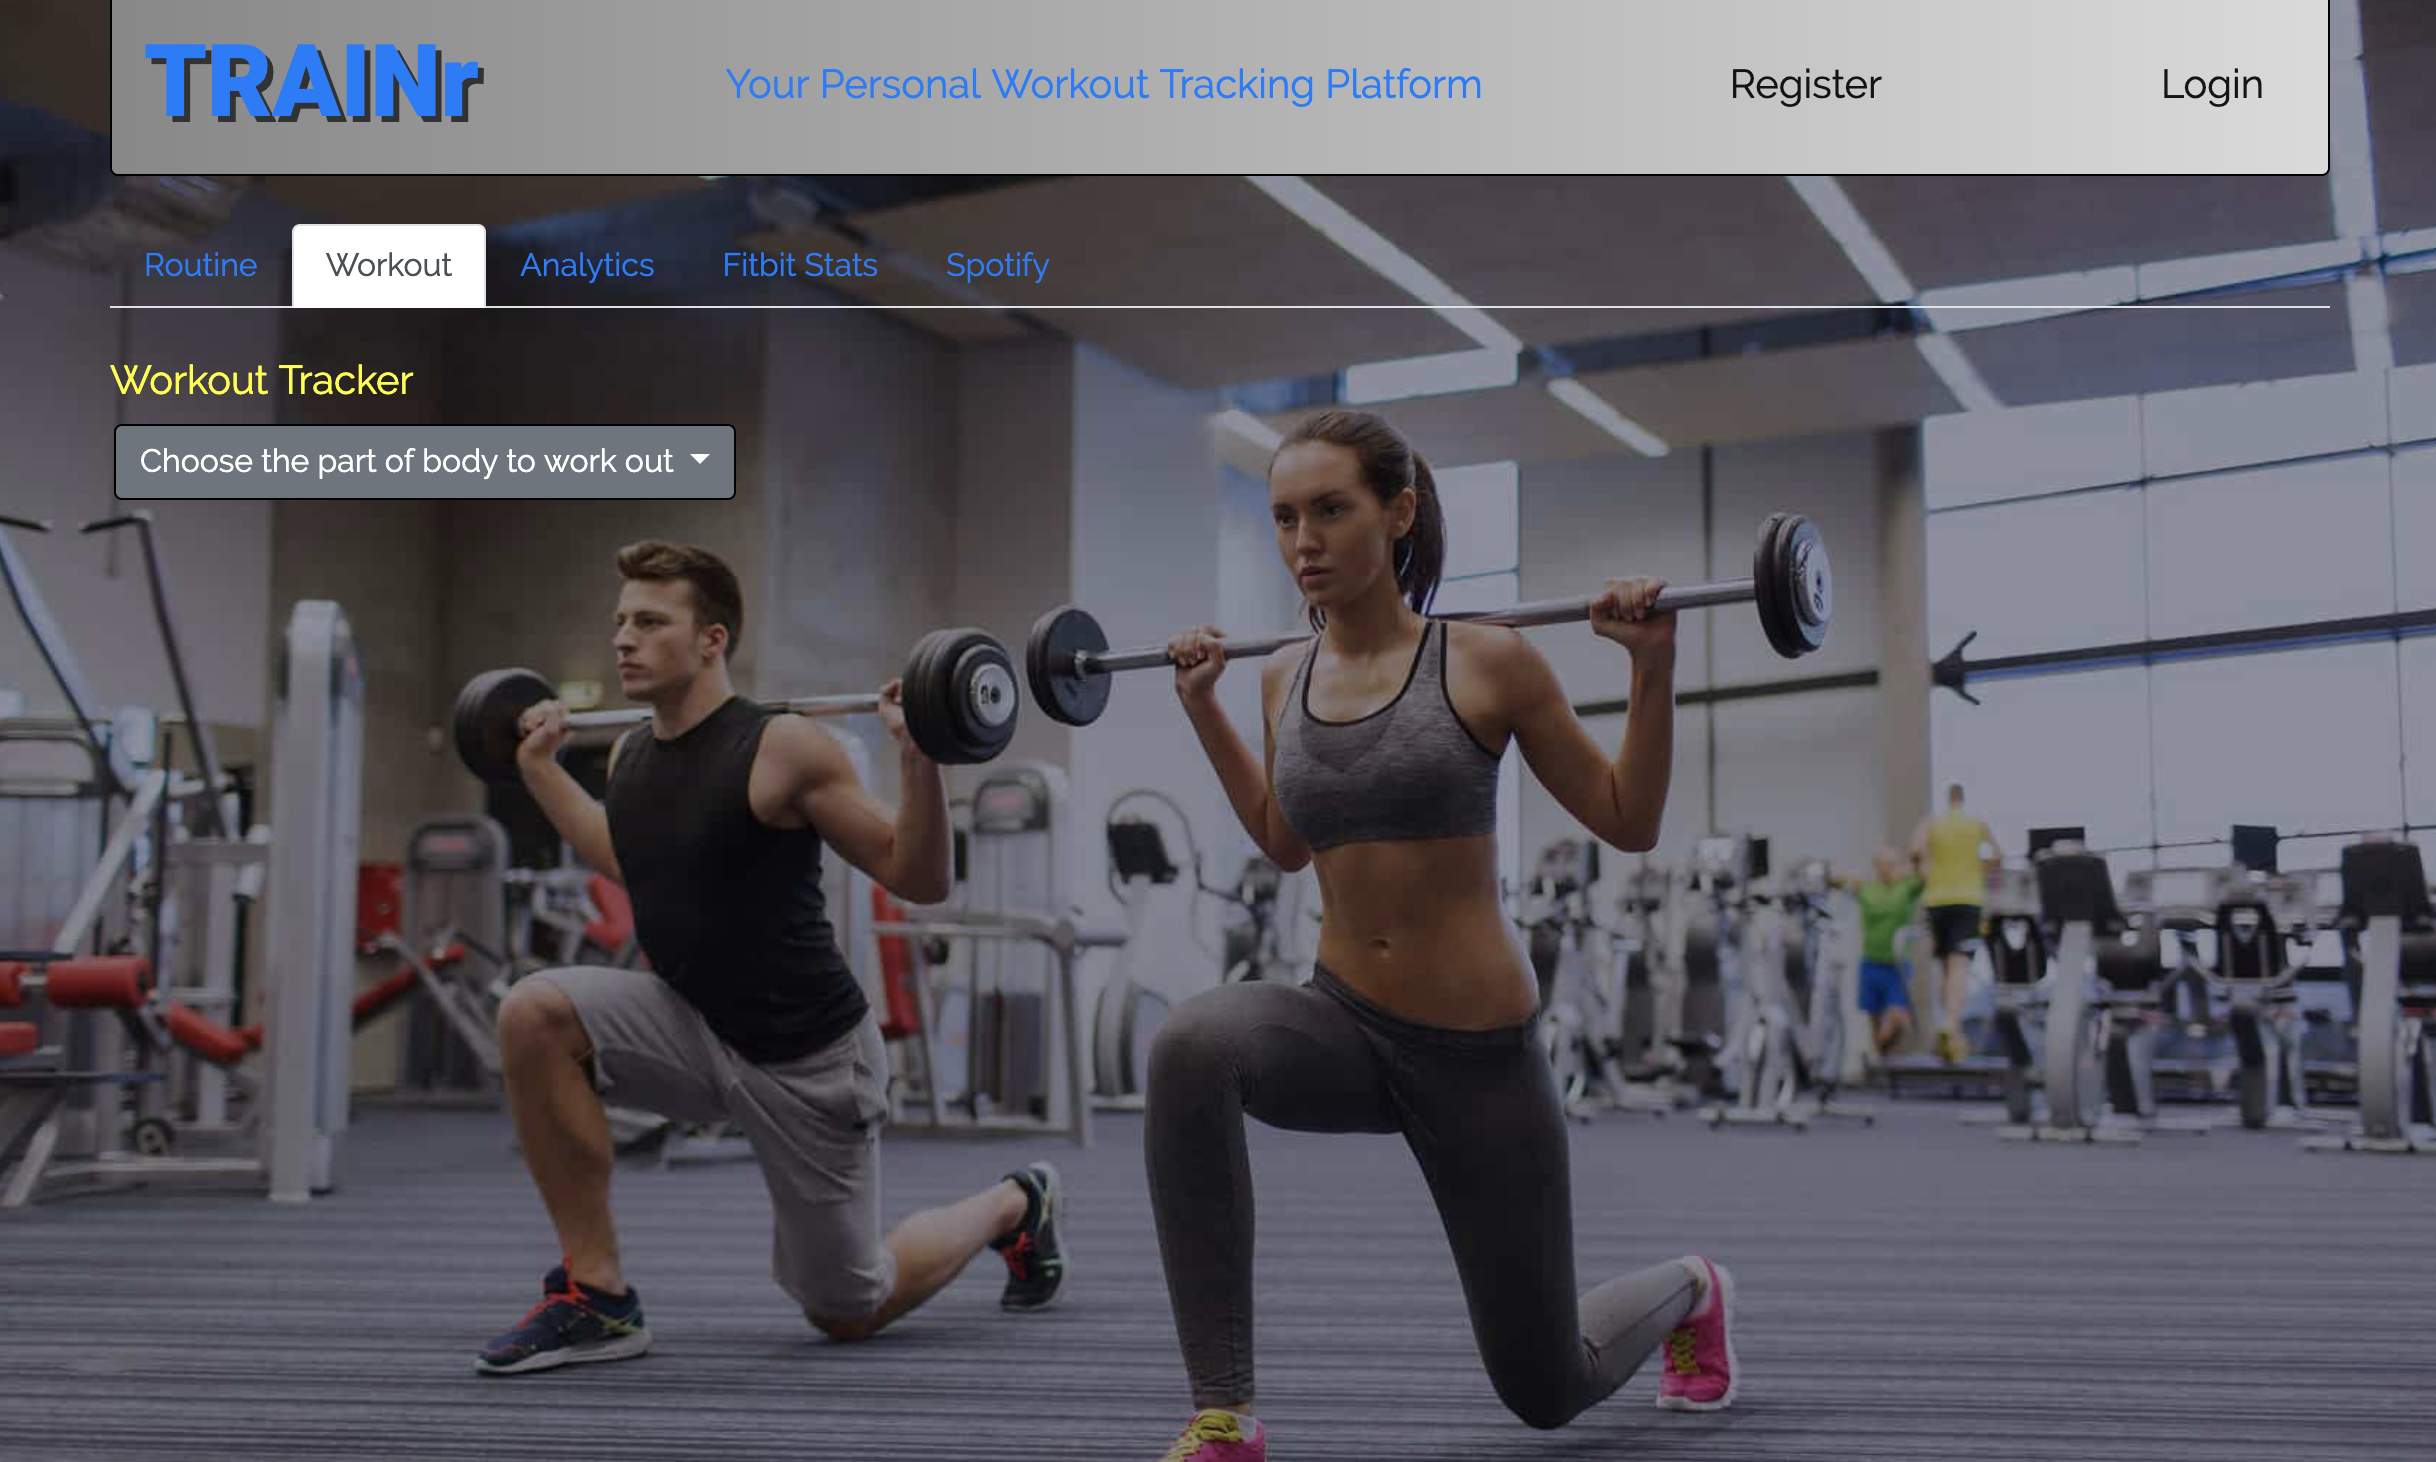 TRAINr
Your Personal Workout Tracking Platform
Register
Login
Routine
Workout
Analytics
Fitbit Stats
Spotify
Workout Tracker
Choose the part of body to work out